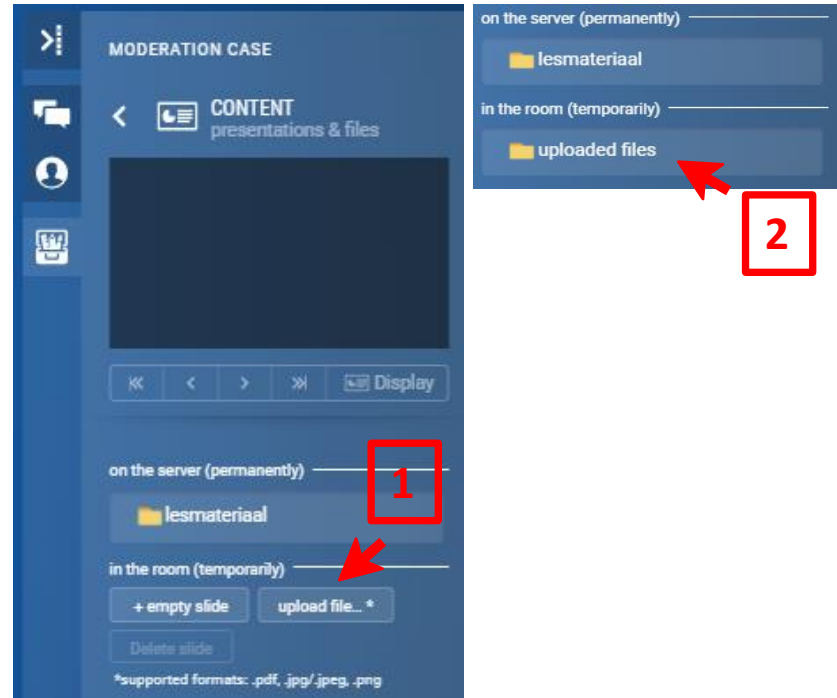 MODERATION CASE
CONTENT
presentations & files
Display
on the server (permanently)
lesmateriaal
1
in the room (temporarily)
+ empty slide
upload file... *
Delete slide
*supported formats: .pdf, .jpg/.jpeg, .png
on the server (permanently)
lesmateriaal
in the room (temporarily)
uploaded files
2